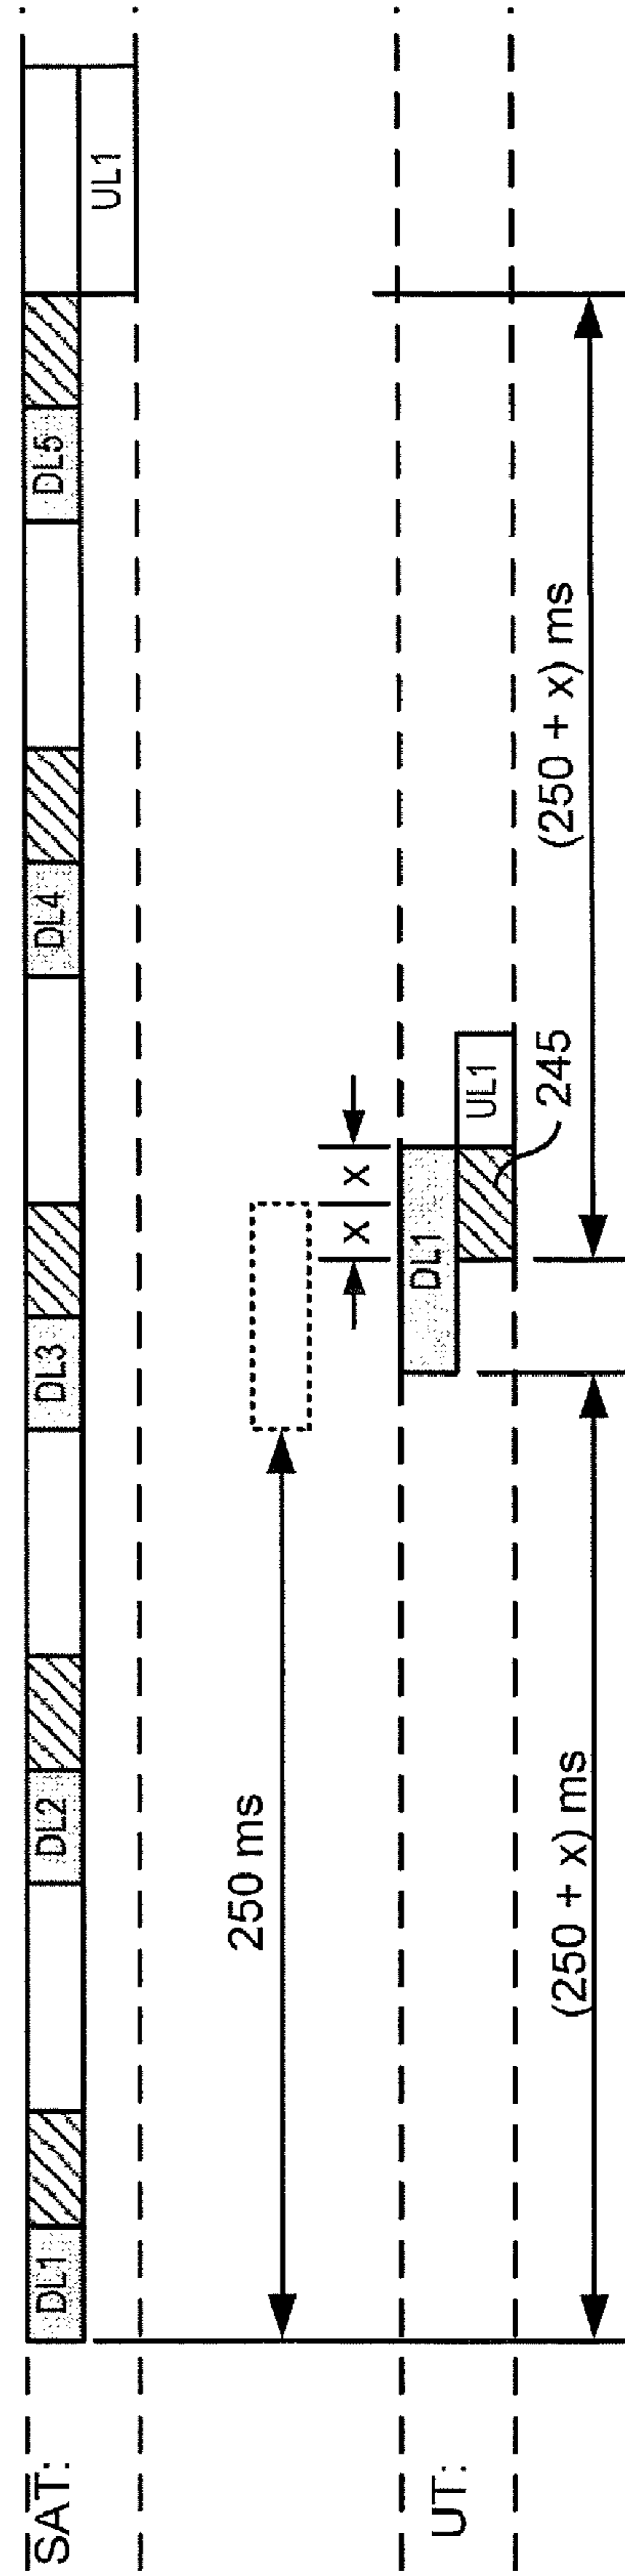 SAT:
DL1
DL2
DL3
DL4
DL5
UL1
250 ms
x
x
UT:
DL1
UL1
245
(250 + x) ms
(250 + x) ms